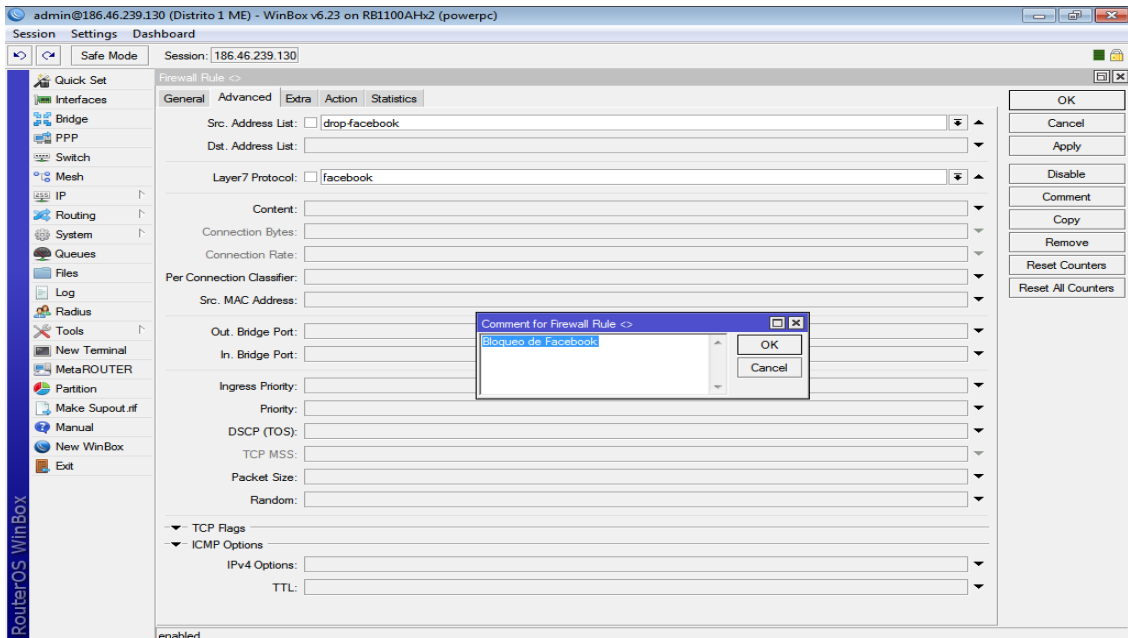 admin@186.46.239.130 (Distrito 1 ME) - WinBox v6.23 on RB1100AHx2 (powerpc)
Session Settings Dashboard
Safe Mode Session: 186.46.239.130
Quick Set
Interfaces
Bridge
PPP
Switch
Mesh
IP
Routing
System
Queues
Files
Log
Radius
Tools
New Terminal
MetaROUTER
Partition
Make Supout.rif
Manual
New WinBox
Exit
RouterOS WinBox
Firewall Rule <>
General Advanced Extra Action Statistics
Src. Address List: drop-facebook
Dst. Address List:
Layer7 Protocol: facebook
Content:
Connection Bytes:
Connection Rate:
Per Connection Classifier:
Src. MAC Address:
Out. Bridge Port:
In. Bridge Port:
Ingress Priority:
Priority:
DSCP (TOS):
TCP MSS:
Packet Size:
Random:
TCP Flags
ICMP Options
IPv4 Options:
TTL:
enabled
Comment for Firewall Rule <>
Bloqueo de Facebook
OK
Cancel
OK
Cancel
Apply
Disable
Comment
Copy
Remove
Reset Counters
Reset All Counters